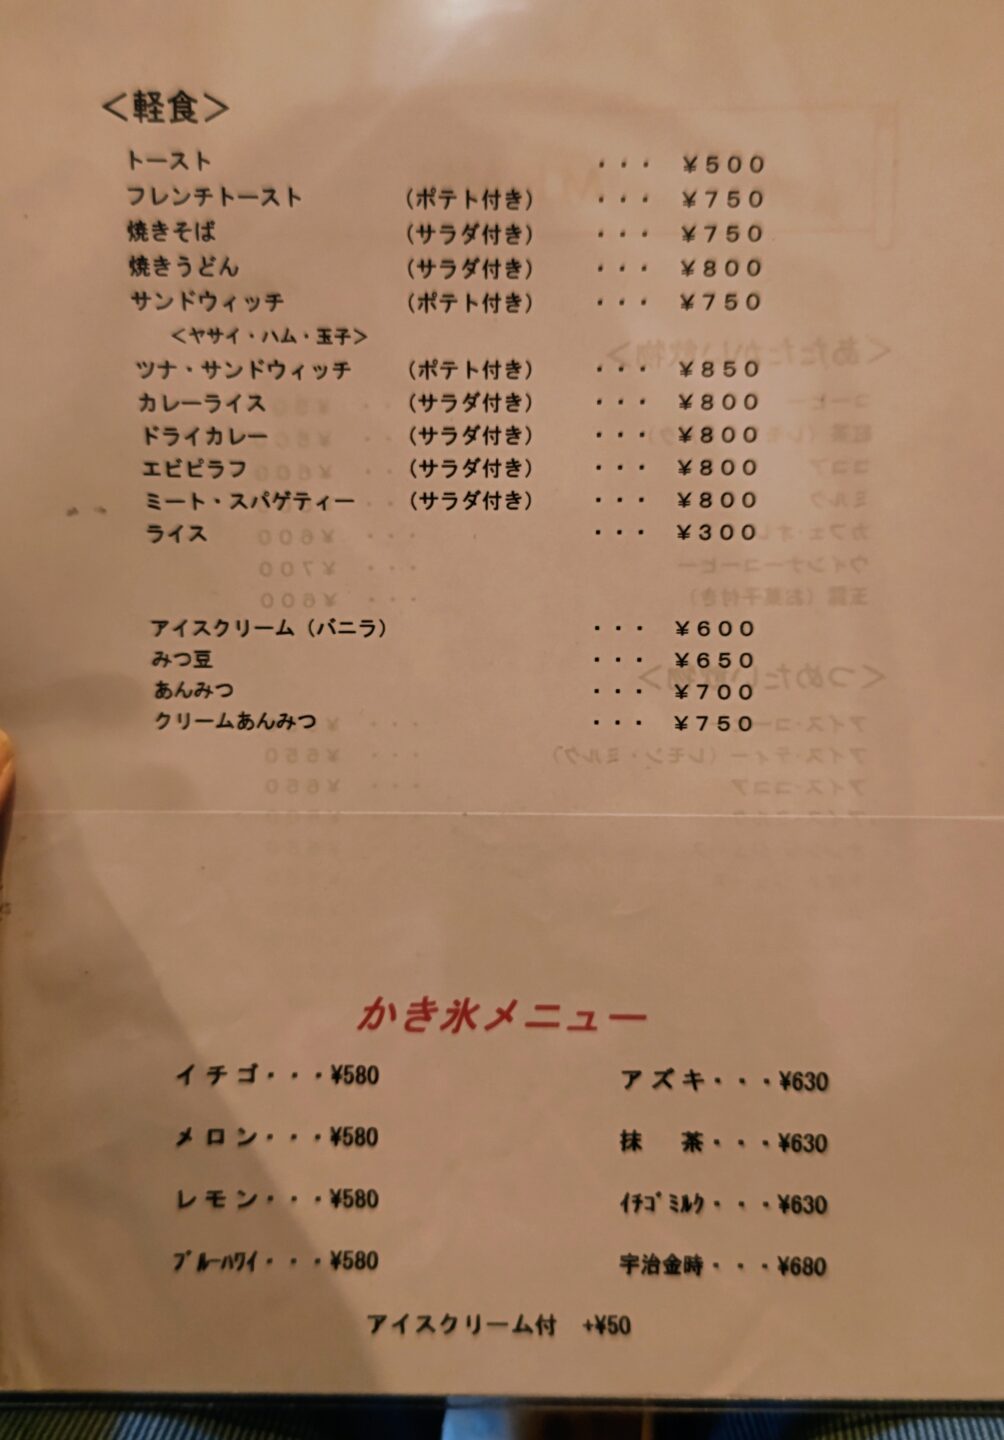 ＜軽食＞
トースト ・・・ ￥５００
フレンチトースト （ポテト付き） ・・・ ￥７５０
焼きそば （サラダ付き） ・・・ ￥７５０
焼きうどん （サラダ付き） ・・・ ￥８００
サンドウィッチ （ポテト付き） ・・・ ￥７５０
＜ヤサイ・ハム・玉子＞
ツナ・サンドウィッチ （ポテト付き） ・・・ ￥８５０
カレーライス （サラダ付き） ・・・ ￥８００
ドライカレー （サラダ付き） ・・・ ￥８００
エビピラフ （サラダ付き） ・・・ ￥８００
ミート・スパゲティー （サラダ付き） ・・・ ￥８００
ライス ・・・ ￥３００
アイスクリーム（バニラ） ・・・ ￥６００
みつ豆 ・・・ ￥６５０
あんみつ ・・・ ￥７００
クリームあんみつ ・・・ ￥７５０
かき氷メニュー
イチゴ・・・¥580 アズキ・・・¥630
メロン・・・¥580 抹　茶・・・¥630
レモン・・・¥580 ｲﾁｺﾞﾐﾙｸ・・・¥630
ﾌﾞﾙｰﾊﾜｲ・・・¥580 宇治金時・・・¥680
アイスクリーム付　+¥50